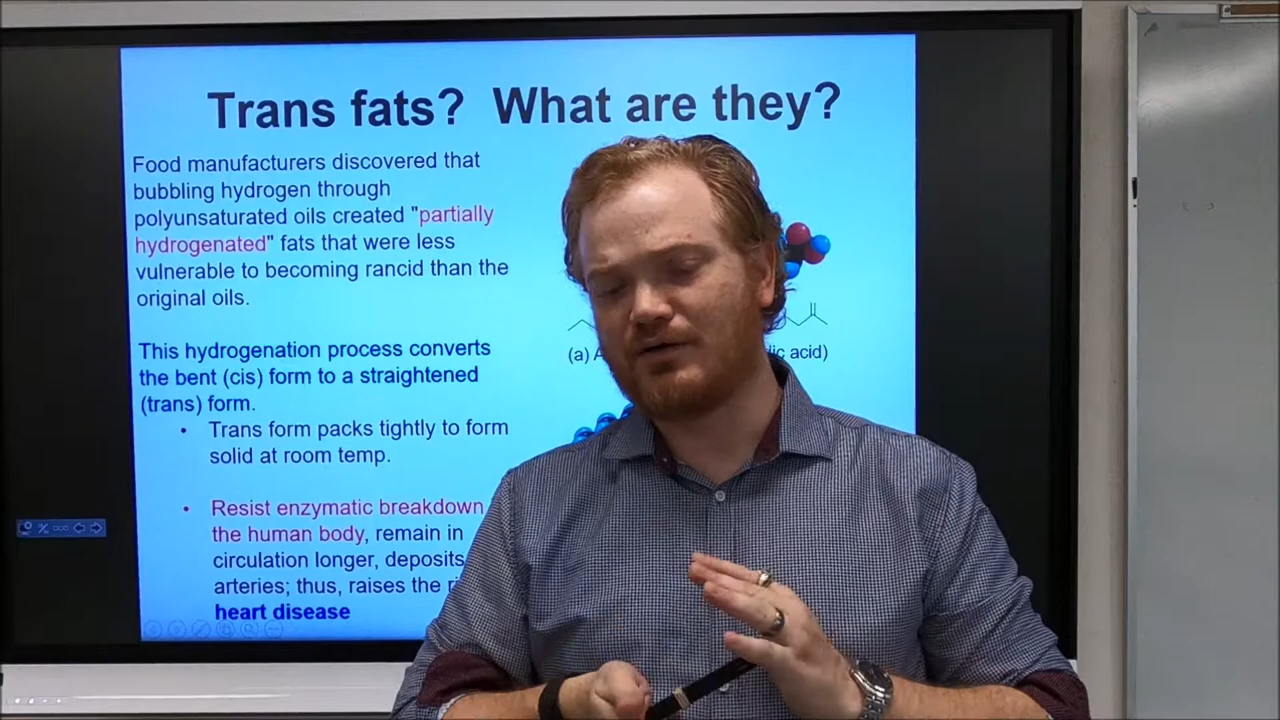 Trans fats? What are they?
Food manufacturers discovered that
bubbling hydrogen through
polyunsaturated oils created "partially
hydrogenated" fats that were less
vulnerable to becoming rancid than the
original oils.
This hydrogenation process converts
the bent (cis) form to a straightened
(trans) form.
• Trans form packs tightly to form
solid at room temp.
• Resist enzymatic breakdown
the human body, remain in
circulation longer, deposits
arteries; thus, raises the
heart disease
(a) acid)